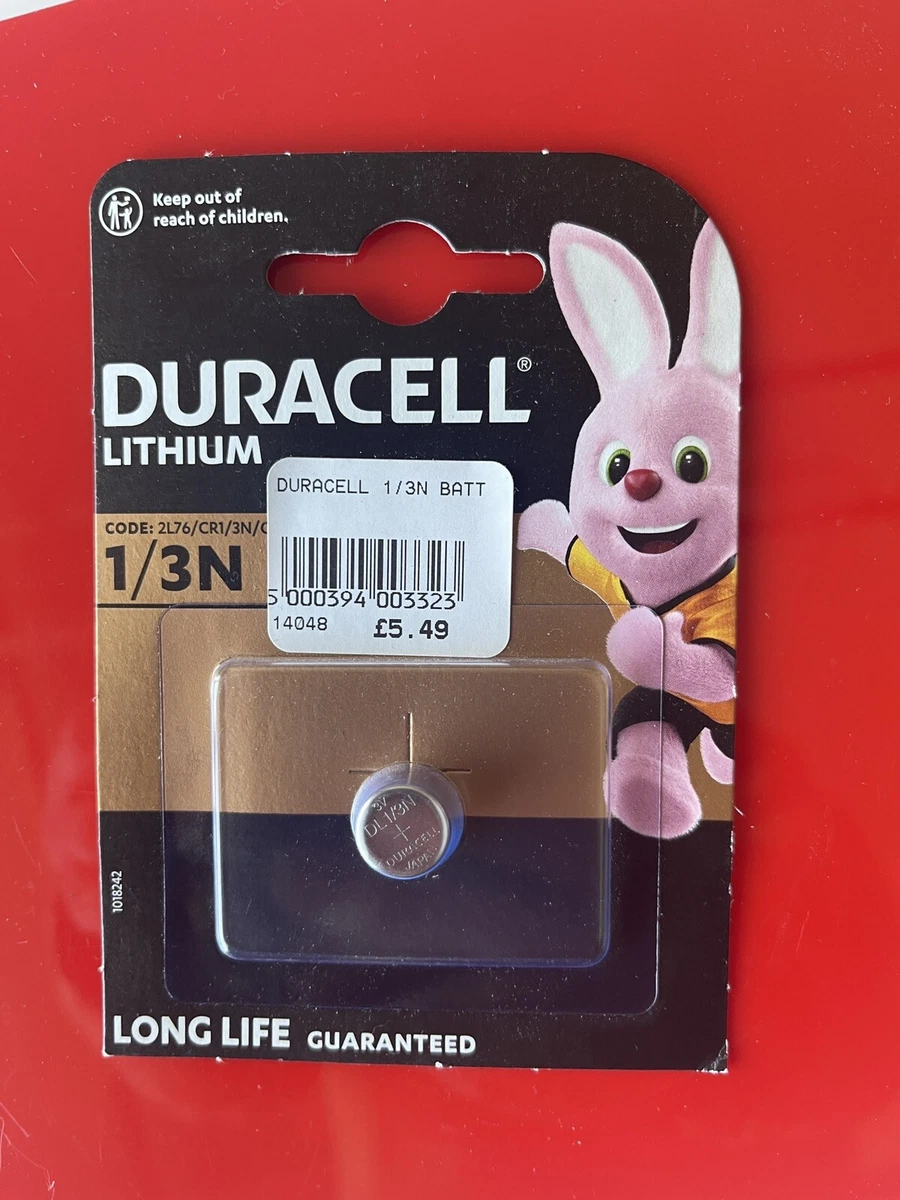 Keep out of
reach of children.
DURACELL®
LITHIUM
DURACELL 1/3N BATT
CODE: 2L76/CR1/3N/
1/3N
5 000394 003323
14048 £5.49
3V
DL1/3N
+
DURACELL
JAPAN
1018242
LONG LIFE GUARANTEED